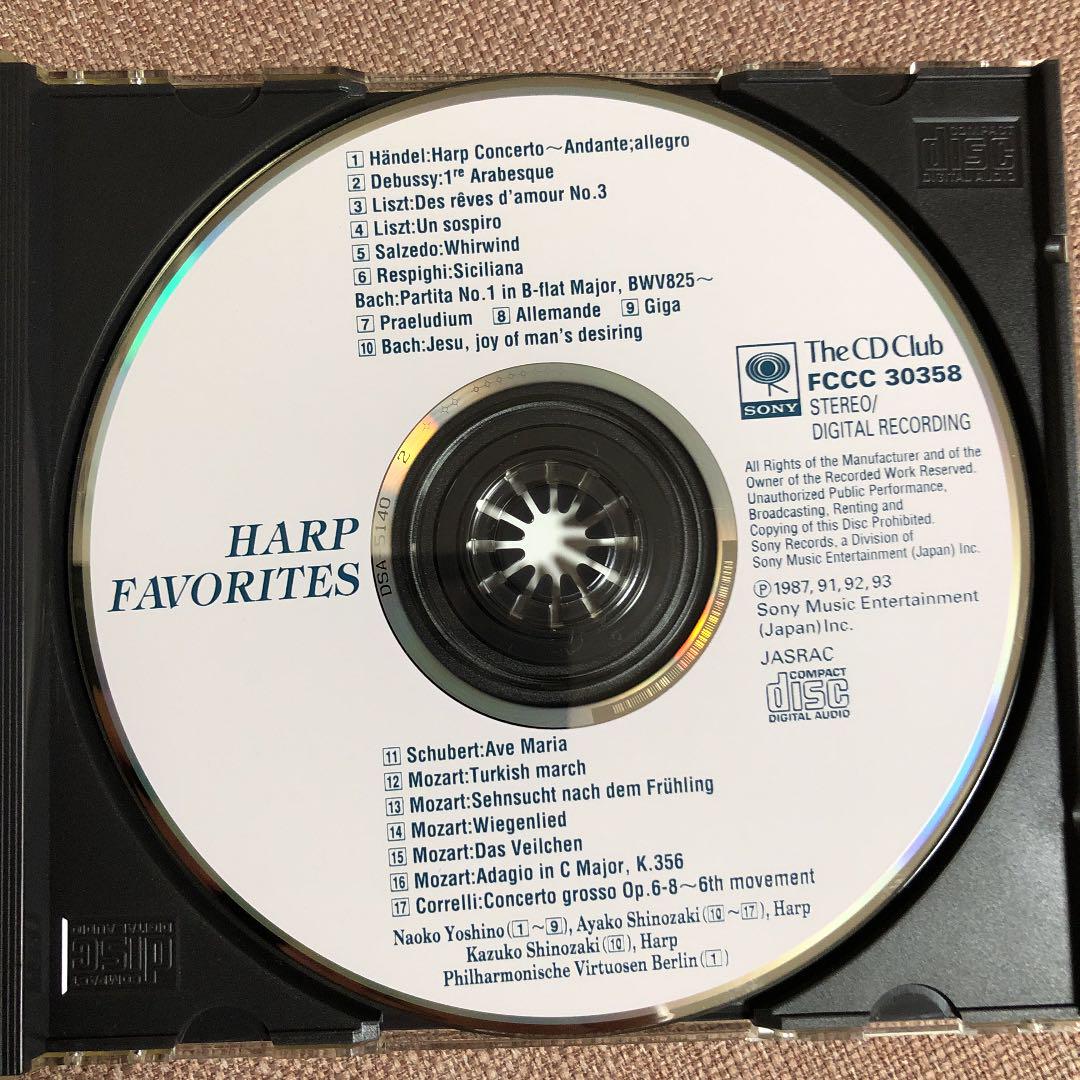 1 Händel:Harp Concerto〜Andante;allegro
2 Debussy:1re Arabesque
3 Liszt:Des rêves d'amour No.3
4 Liszt:Un sospiro
5 Salzedo:Whirwind
6 Respighi:Siciliana
Bach:Partita No.1 in B-flat Major, BWV825〜
7 Praeludium 8 Allemande 9 Giga
10 Bach:Jesu, joy of man's desiring
HARP
FAVORITES
SONY
The CD Club
FCCC 30358
STEREO/
DIGITAL RECORDING
All Rights of the Manufacturer and of the
Owner of the Recorded Work Reserved.
Unauthorized Public Performance,
Broadcasting, Renting and
Copying of this Disc Prohibited.
Sony Records, a Division of
Sony Music Entertainment (Japan) Inc.
℗1987, 91, 92, 93
Sony Music Entertainment
(Japan) Inc.
JASRAC
COMPACT
disc
DIGITAL AUDIO
DSA 5140
2
11 Schubert:Ave Maria
12 Mozart:Turkish march
13 Mozart:Sehnsucht nach dem Frühling
14 Mozart:Wiegenlied
15 Mozart:Das Veilchen
16 Mozart:Adagio in C Major, K.356
17 Correlli:Concerto grosso Op.6-8〜6th movement
Naoko Yoshino(1〜9), Ayako Shinozaki(10〜17), Harp
Kazuko Shinozaki(10), Harp
Philharmonische Virtuosen Berlin(1)
COMPACT
disc
DIGITAL AUDIO
COMPACT
disc
DIGITAL AUDIO